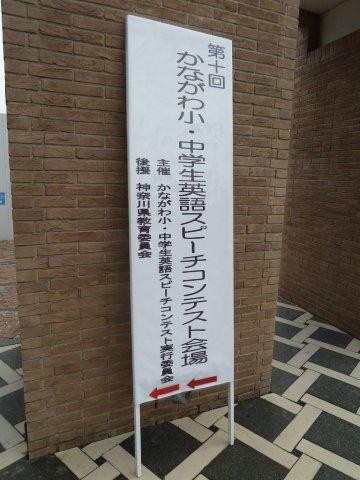 第十回
かながわ小・中学生英語スピーチコンテスト会場
主催 かながわ小・中学生英語スピーチコンテスト実行委員会
後援 神奈川県教育委員会